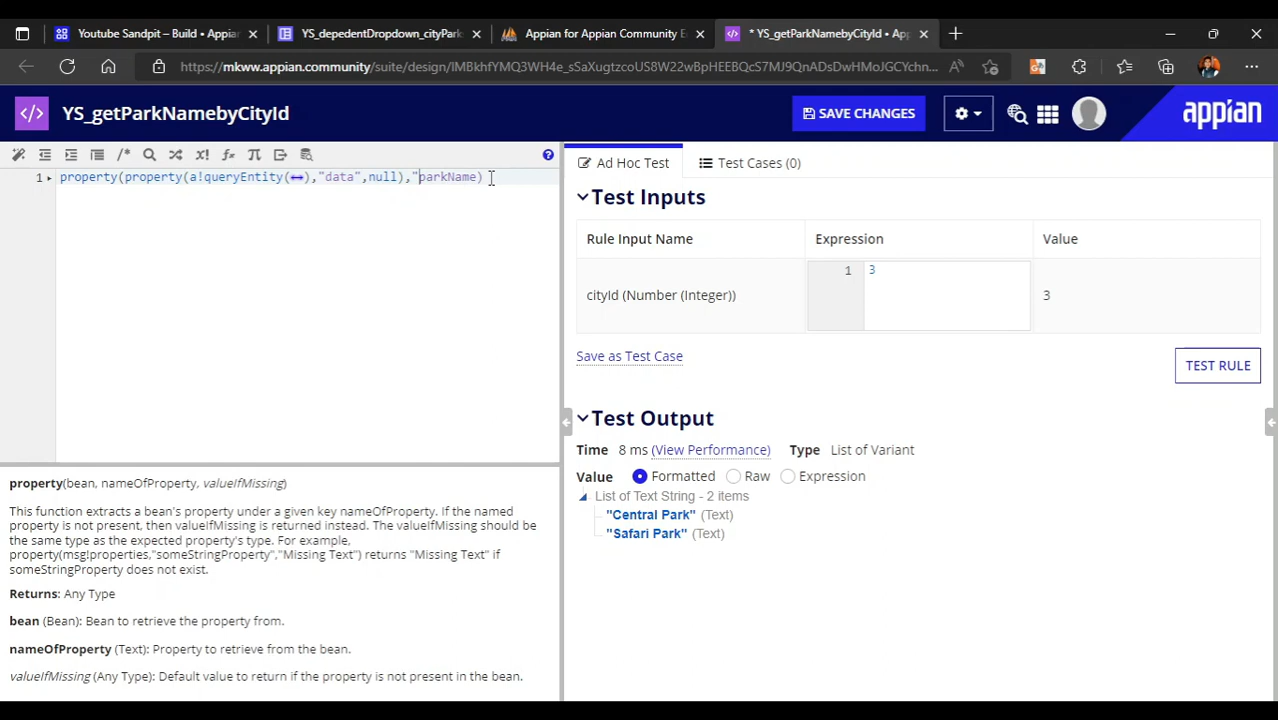 Youtube Sandpit - Build • Appian
YS_depedentDropdown_cityPark
Appian for Appian Community E
* YS_getParkNamebyCityId • App
https://mkww.appian.community/suite/design/IMBkhfYMQ3WH4e_sSaXugtzcoUS8W22wBpHEEBQcS7MJ9QnADsDwHMoJGCYchn...
YS_getParkNamebyCityId
SAVE CHANGES
appian
1 property(property(a!queryEntity(),"data",null),"parkName)
Ad Hoc Test
Test Cases (0)
Test Inputs
Rule Input Name Expression Value
cityId (Number (Integer)) 1 3 3
Save as Test Case
TEST RULE
Test Output
Time 8 ms (View Performance) Type List of Variant
Value Formatted Raw Expression
List of Text String - 2 items
"Central Park" (Text)
"Safari Park" (Text)
property(bean, nameOfProperty, valueIfMissing)
This function extracts a bean's property under a given key nameOfProperty. If the named
property is not present, then valueIfMissing is returned instead. The valueIfMissing should be
the same type as the expected property's type. For example,
property(msg!properties,"someStringProperty","Missing Text") returns "Missing Text" if
someStringProperty does not exist.
Returns: Any Type
bean (Bean): Bean to retrieve the property from.
nameOfProperty (Text): Property to retrieve from the bean.
valueIfMissing (Any Type): Default value to return if the property is not present in the bean.